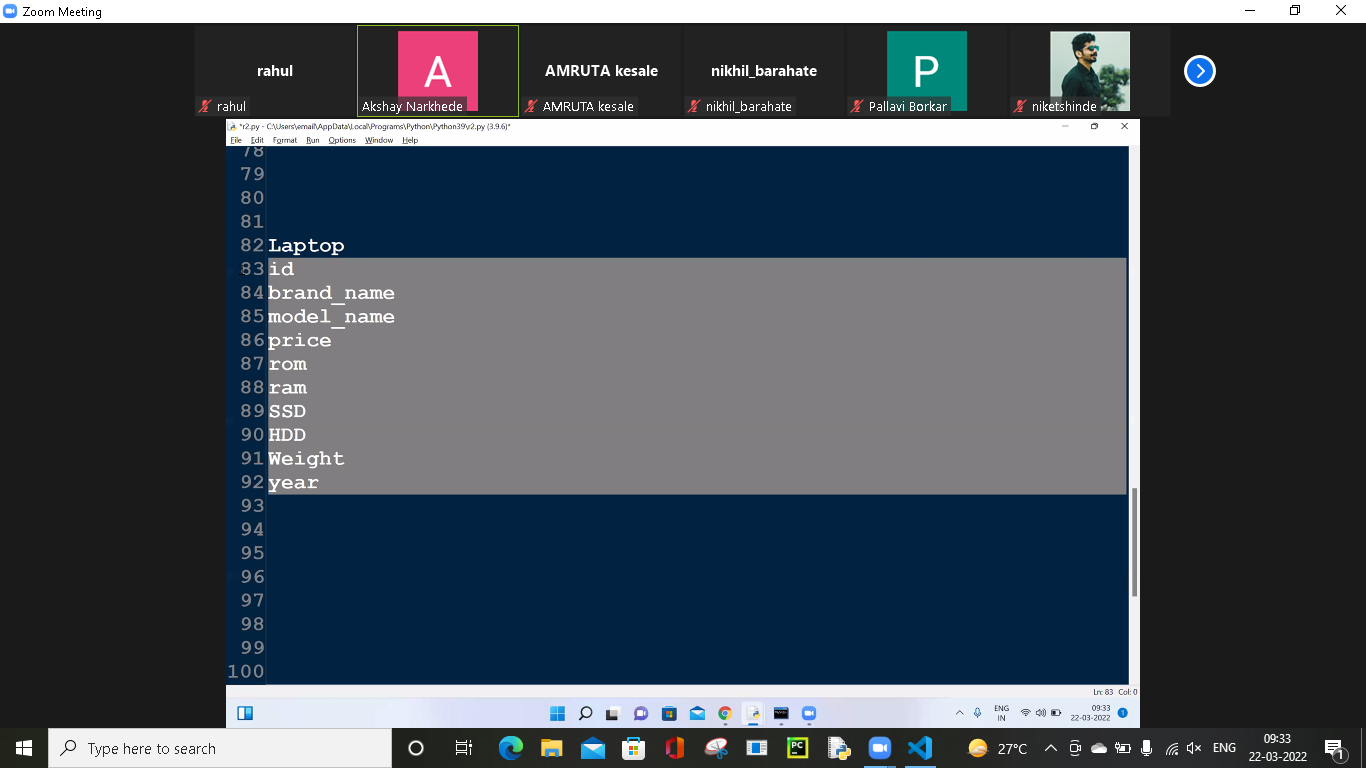 Zoom Meeting
rahul
A
AMRUTA kesale
nikhil_barahate
P
rahul
Akshay Narkhede
AMRUTA kesale
nikhil_barahate
Pallavi Borkar
niketshinde
*r2.py - C:\Users\email\AppData\Local\Programs\Python\Python39\r2.py (3.9.6)*
File Edit Format Run Options Window Help
78
79
80
81
82 Laptop
83 id
84 brand_name
85 model_name
86 price
87 rom
88 ram
89 SSD
90 HDD
91 Weight
92 year
93
94
95
96
97
98
99
100
Ln: 83 Col: 0
ENG
IN
09:33
22-03-2022
1
Type here to search
PC
27°C
ENG
09:33
22-03-2022
1